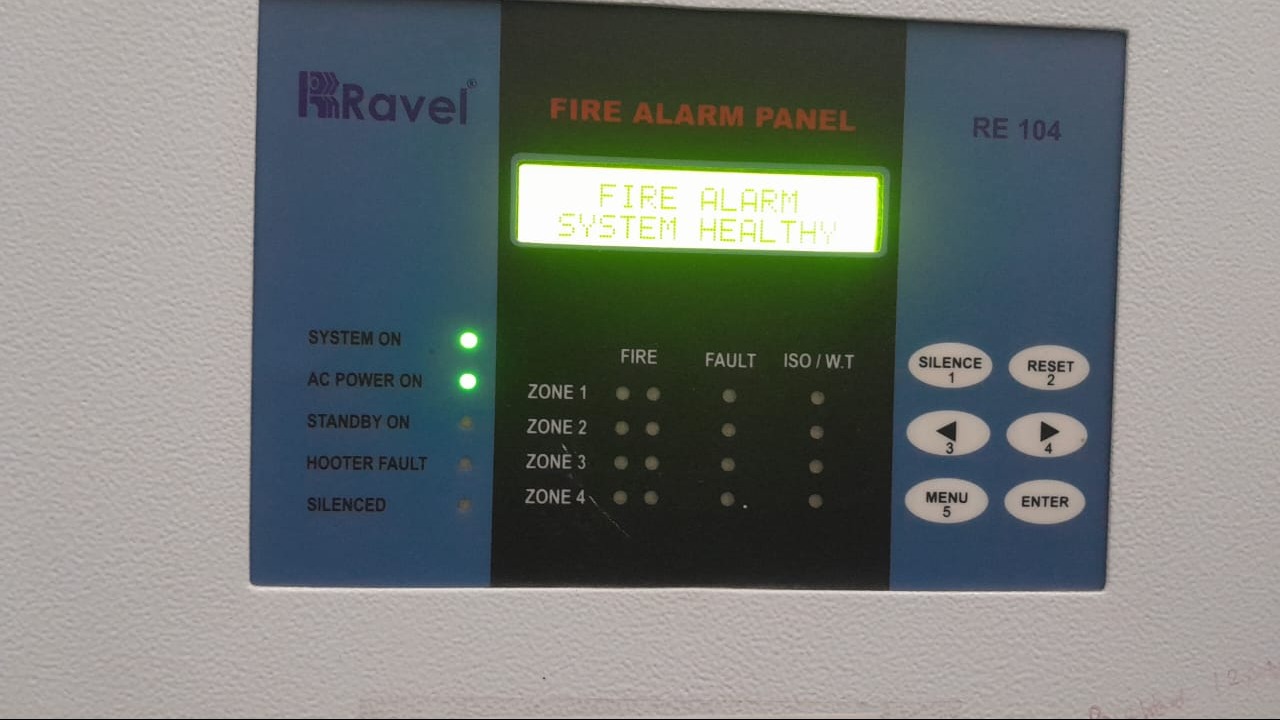 Ravel®
FIRE ALARM PANEL
RE 104
FIRE ALARM
SYSTEM HEALTHY
SYSTEM ON
AC POWER ON
STANDBY ON
HOOTER FAULT
SILENCED
FIRE FAULT ISO / W.T
ZONE 1
ZONE 2
ZONE 3
ZONE 4
SILENCE
1
RESET
2
◀
3
▶
4
MENU
5
ENTER